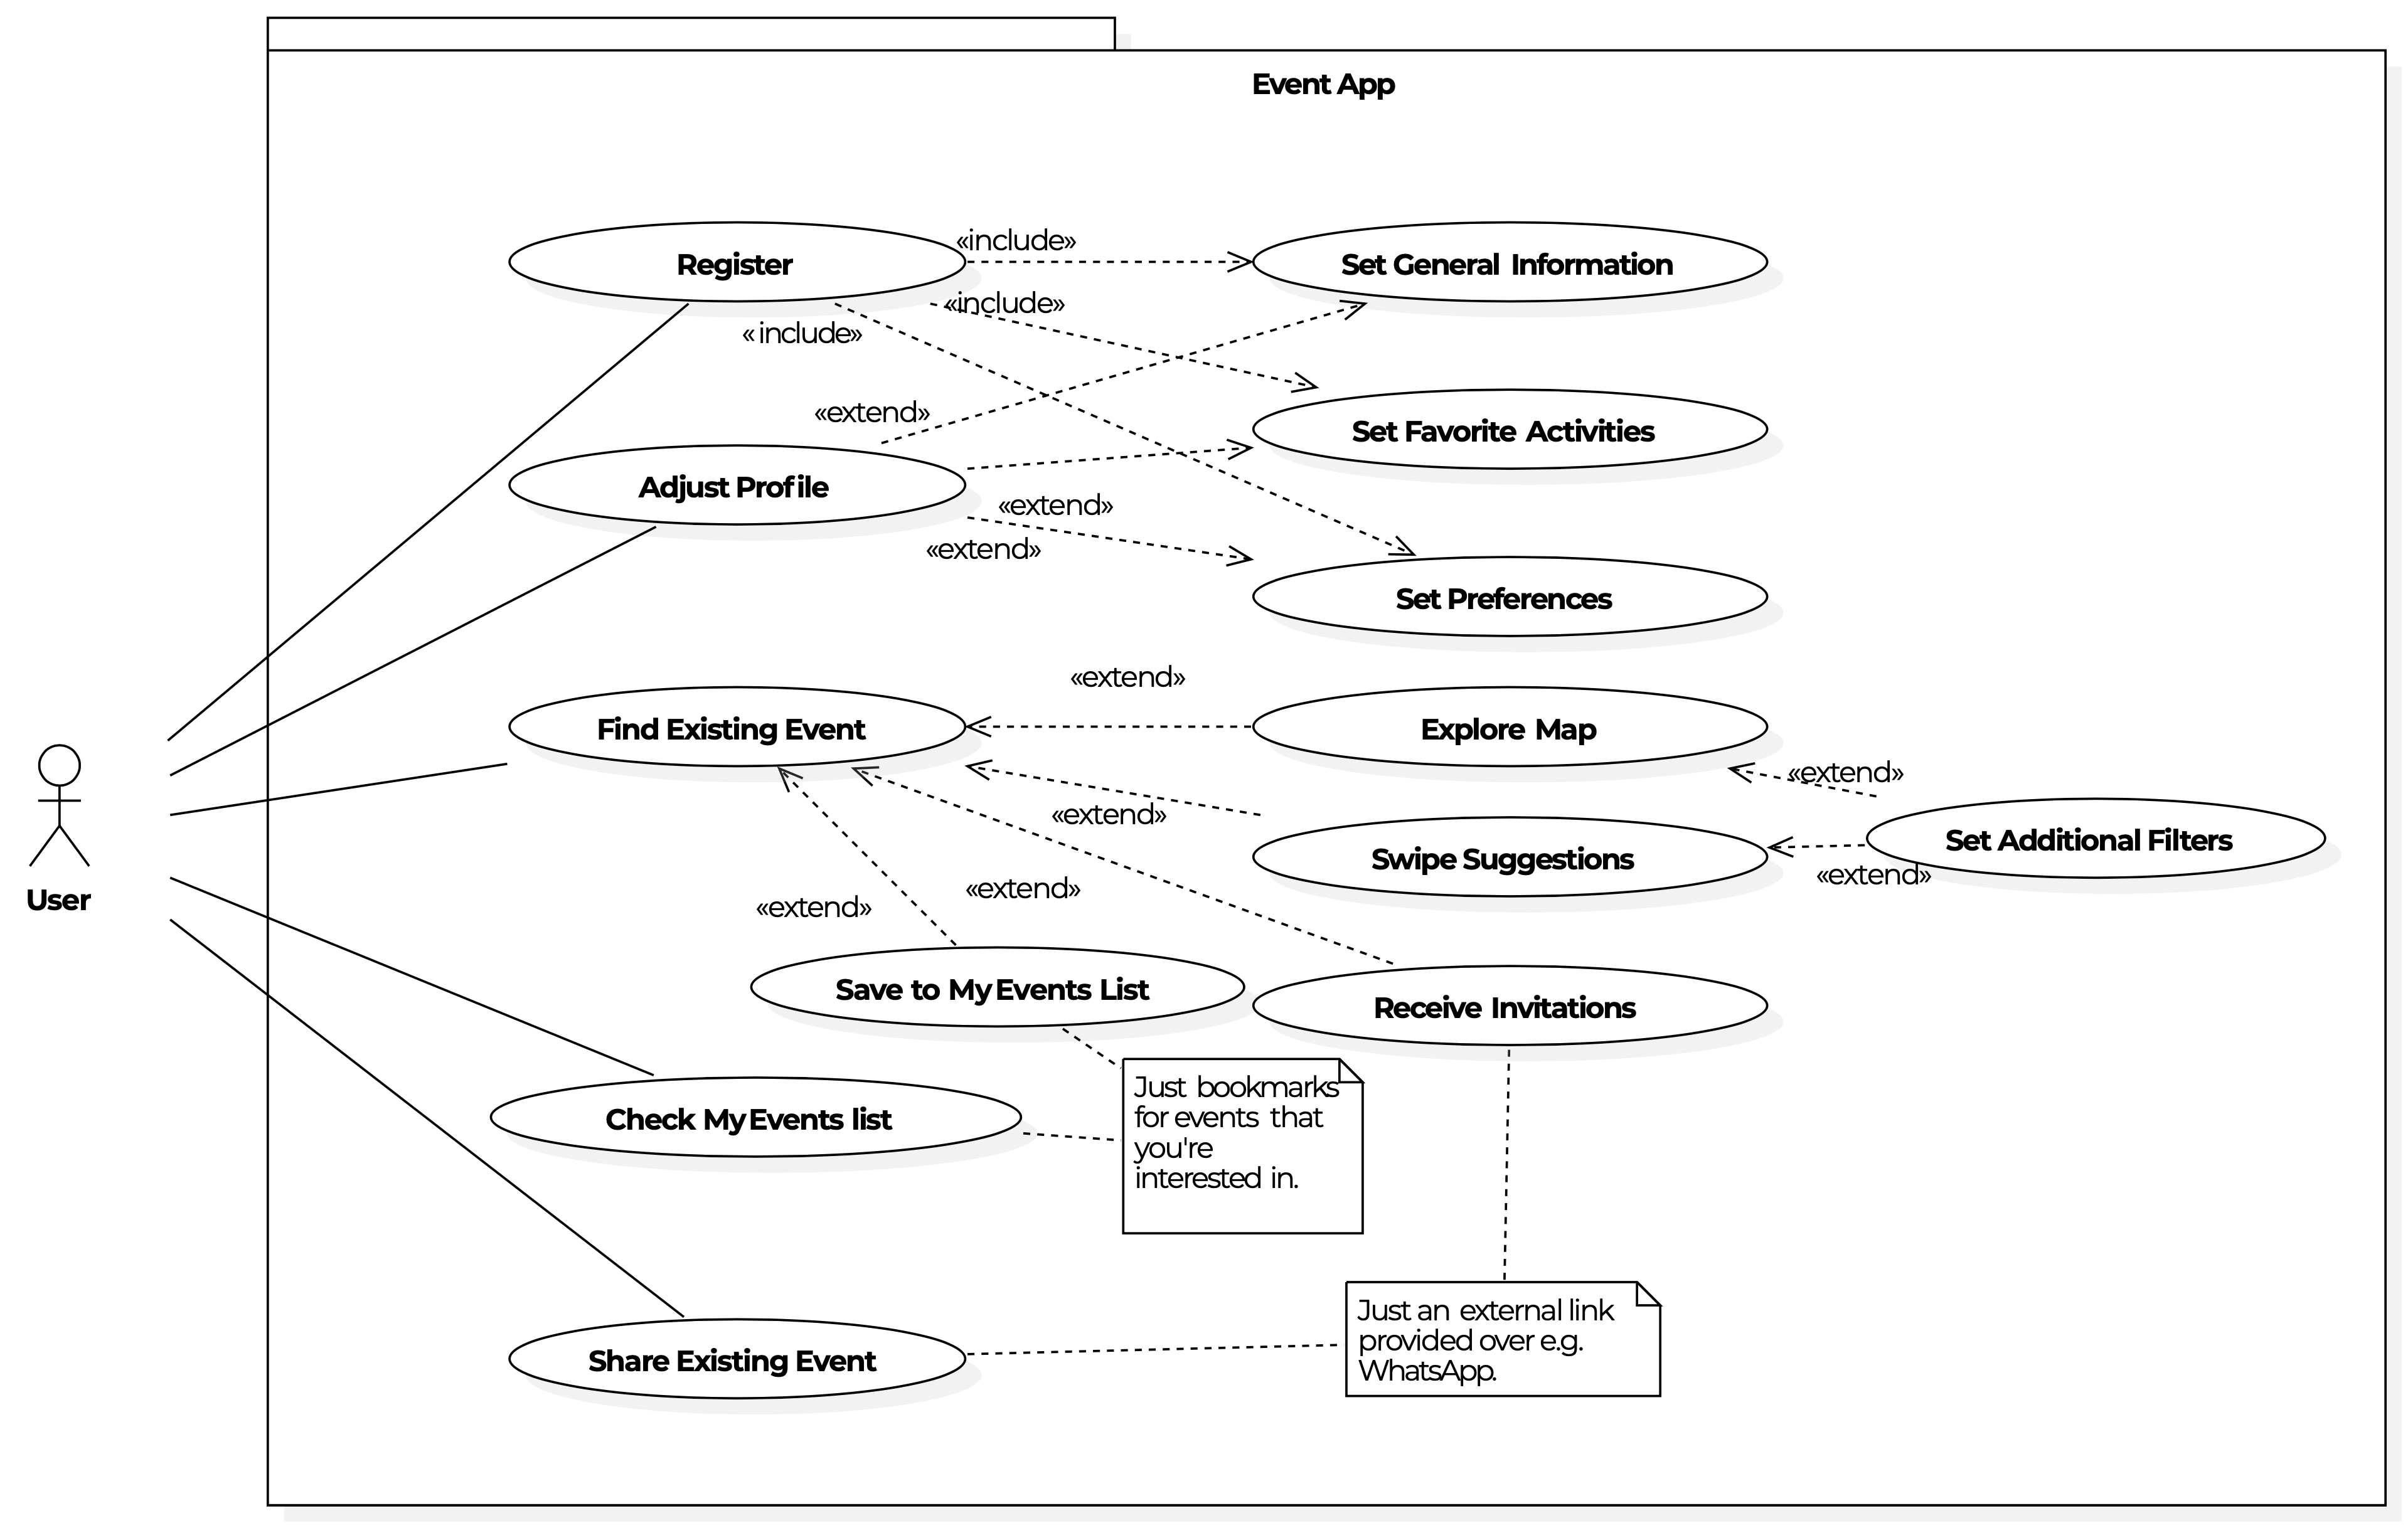 Event App
Register
«include»
Set General Information
«include»
«include»
«extend»
Set Favorite Activities
Adjust Profile
«extend»
«extend»
Set Preferences
«extend»
Find Existing Event
Explore Map
«extend»
«extend»
Set Additional Filters
Swipe Suggestions
«extend»
«extend»
«extend»
User
Save to My Events List
Receive Invitations
Just bookmarks
for events that
you're
interested in.
Check My Events list
Just an external link
provided over e.g.
WhatsApp.
Share Existing Event